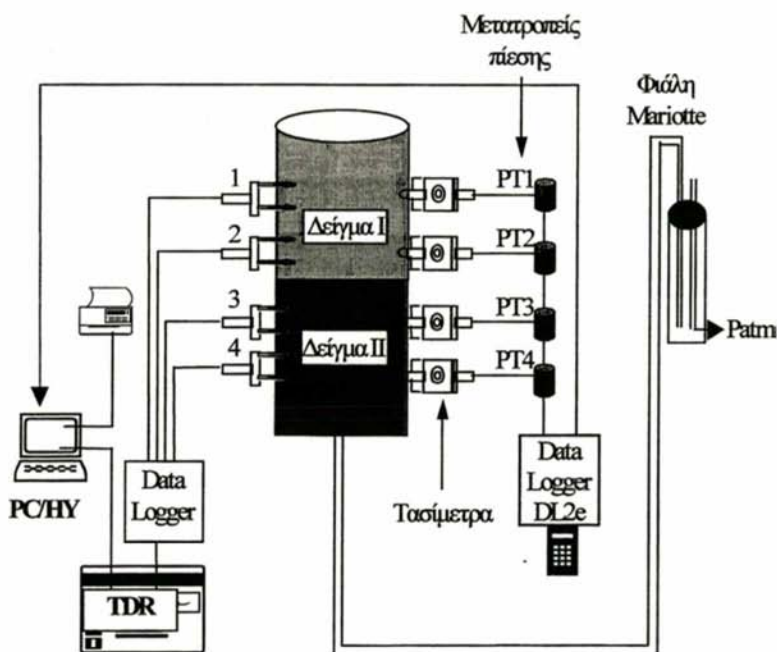 Μετατροπείς
πίεσης
Φιάλη
Mariotte
1
PT1
Δείγμα I
2
PT2
3
PT3
Patm
4
Δείγμα II
PT4
Data
Logger
PC/HY
Τασίμετρα
Data
Logger
DL2e
TDR